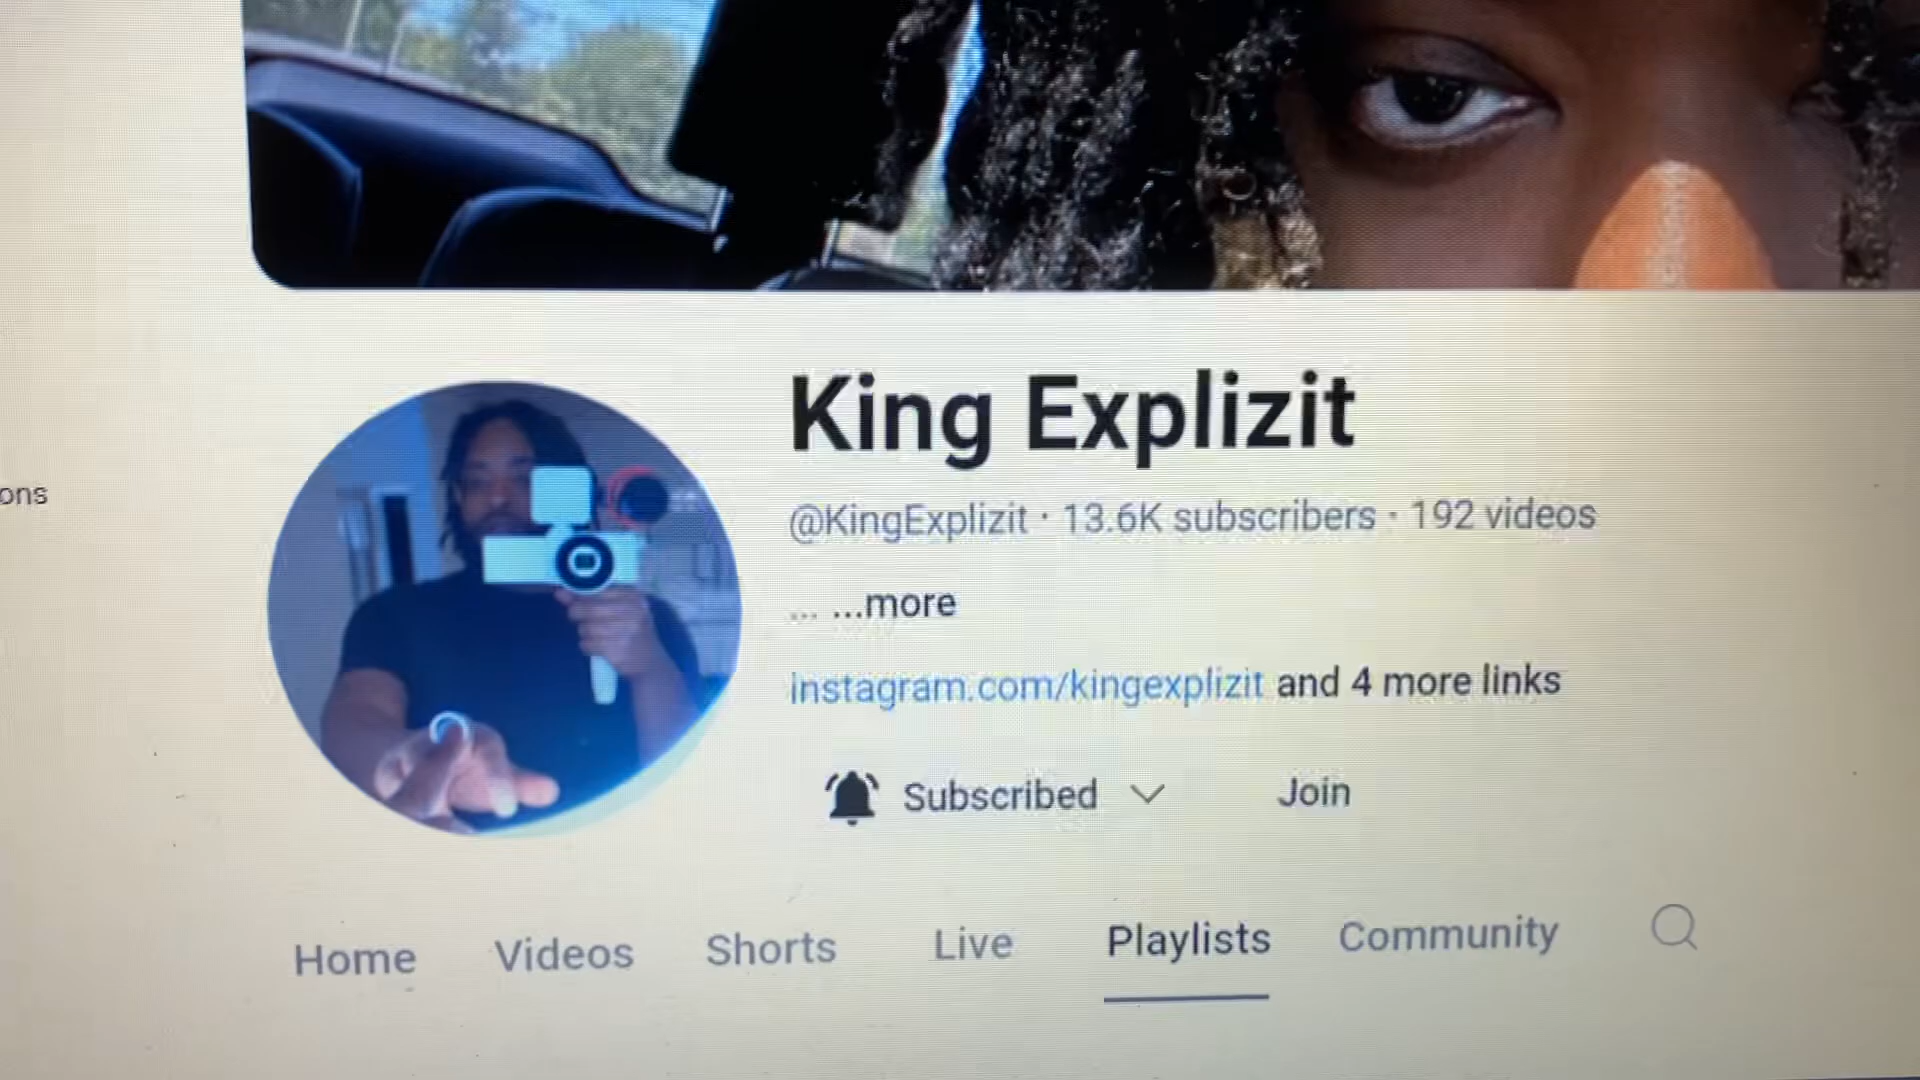 King Explizit
@KingExplizit · 13.6K subscribers · 192 videos
... ...more
instagram.com/kingexplizit and 4 more links
Subscribed
Join
ons
Home Videos Shorts Live Playlists Community